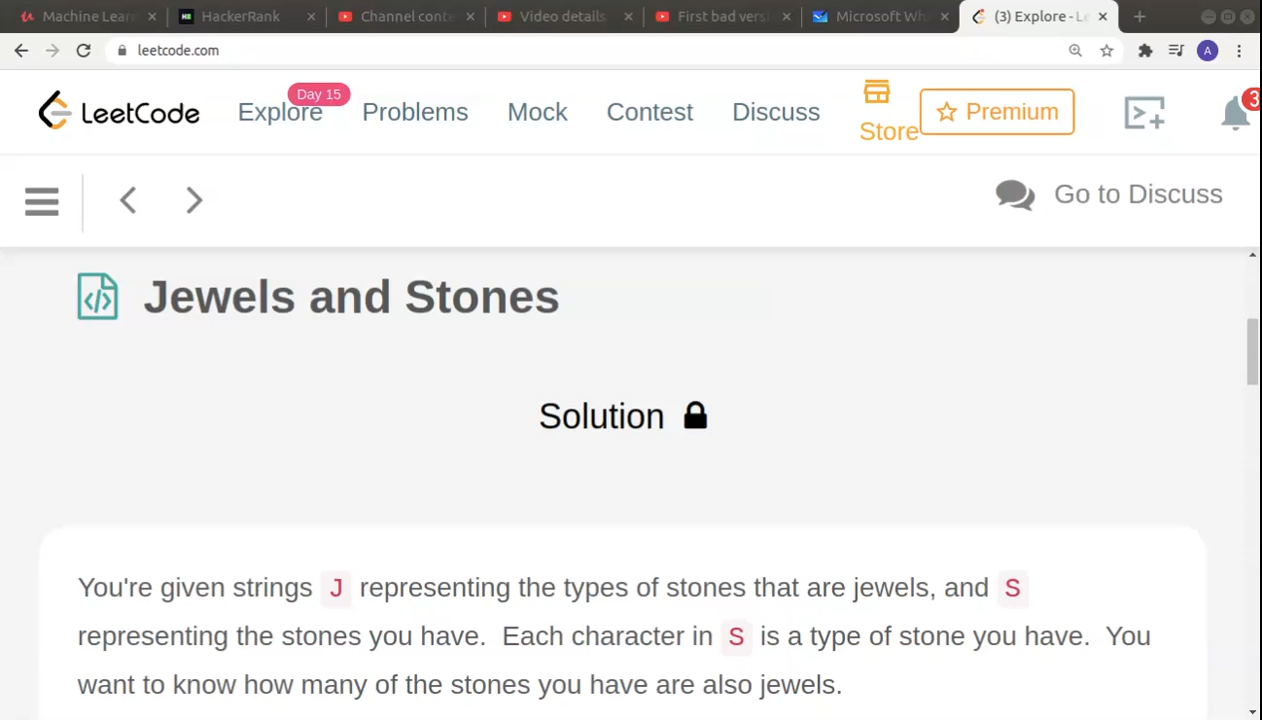 Machine Lear
HackerRank
Channel conte
Video details
First bad versi
Microsoft Wh
(3) Explore - Le
leetcode.com
A
LeetCode
Explore
Day 15
Problems
Mock
Contest
Discuss
Store
Premium
3
Go to Discuss
Jewels and Stones
Solution
You're given strings J representing the types of stones that are jewels, and S
representing the stones you have. Each character in S is a type of stone you have. You
want to know how many of the stones you have are also jewels.